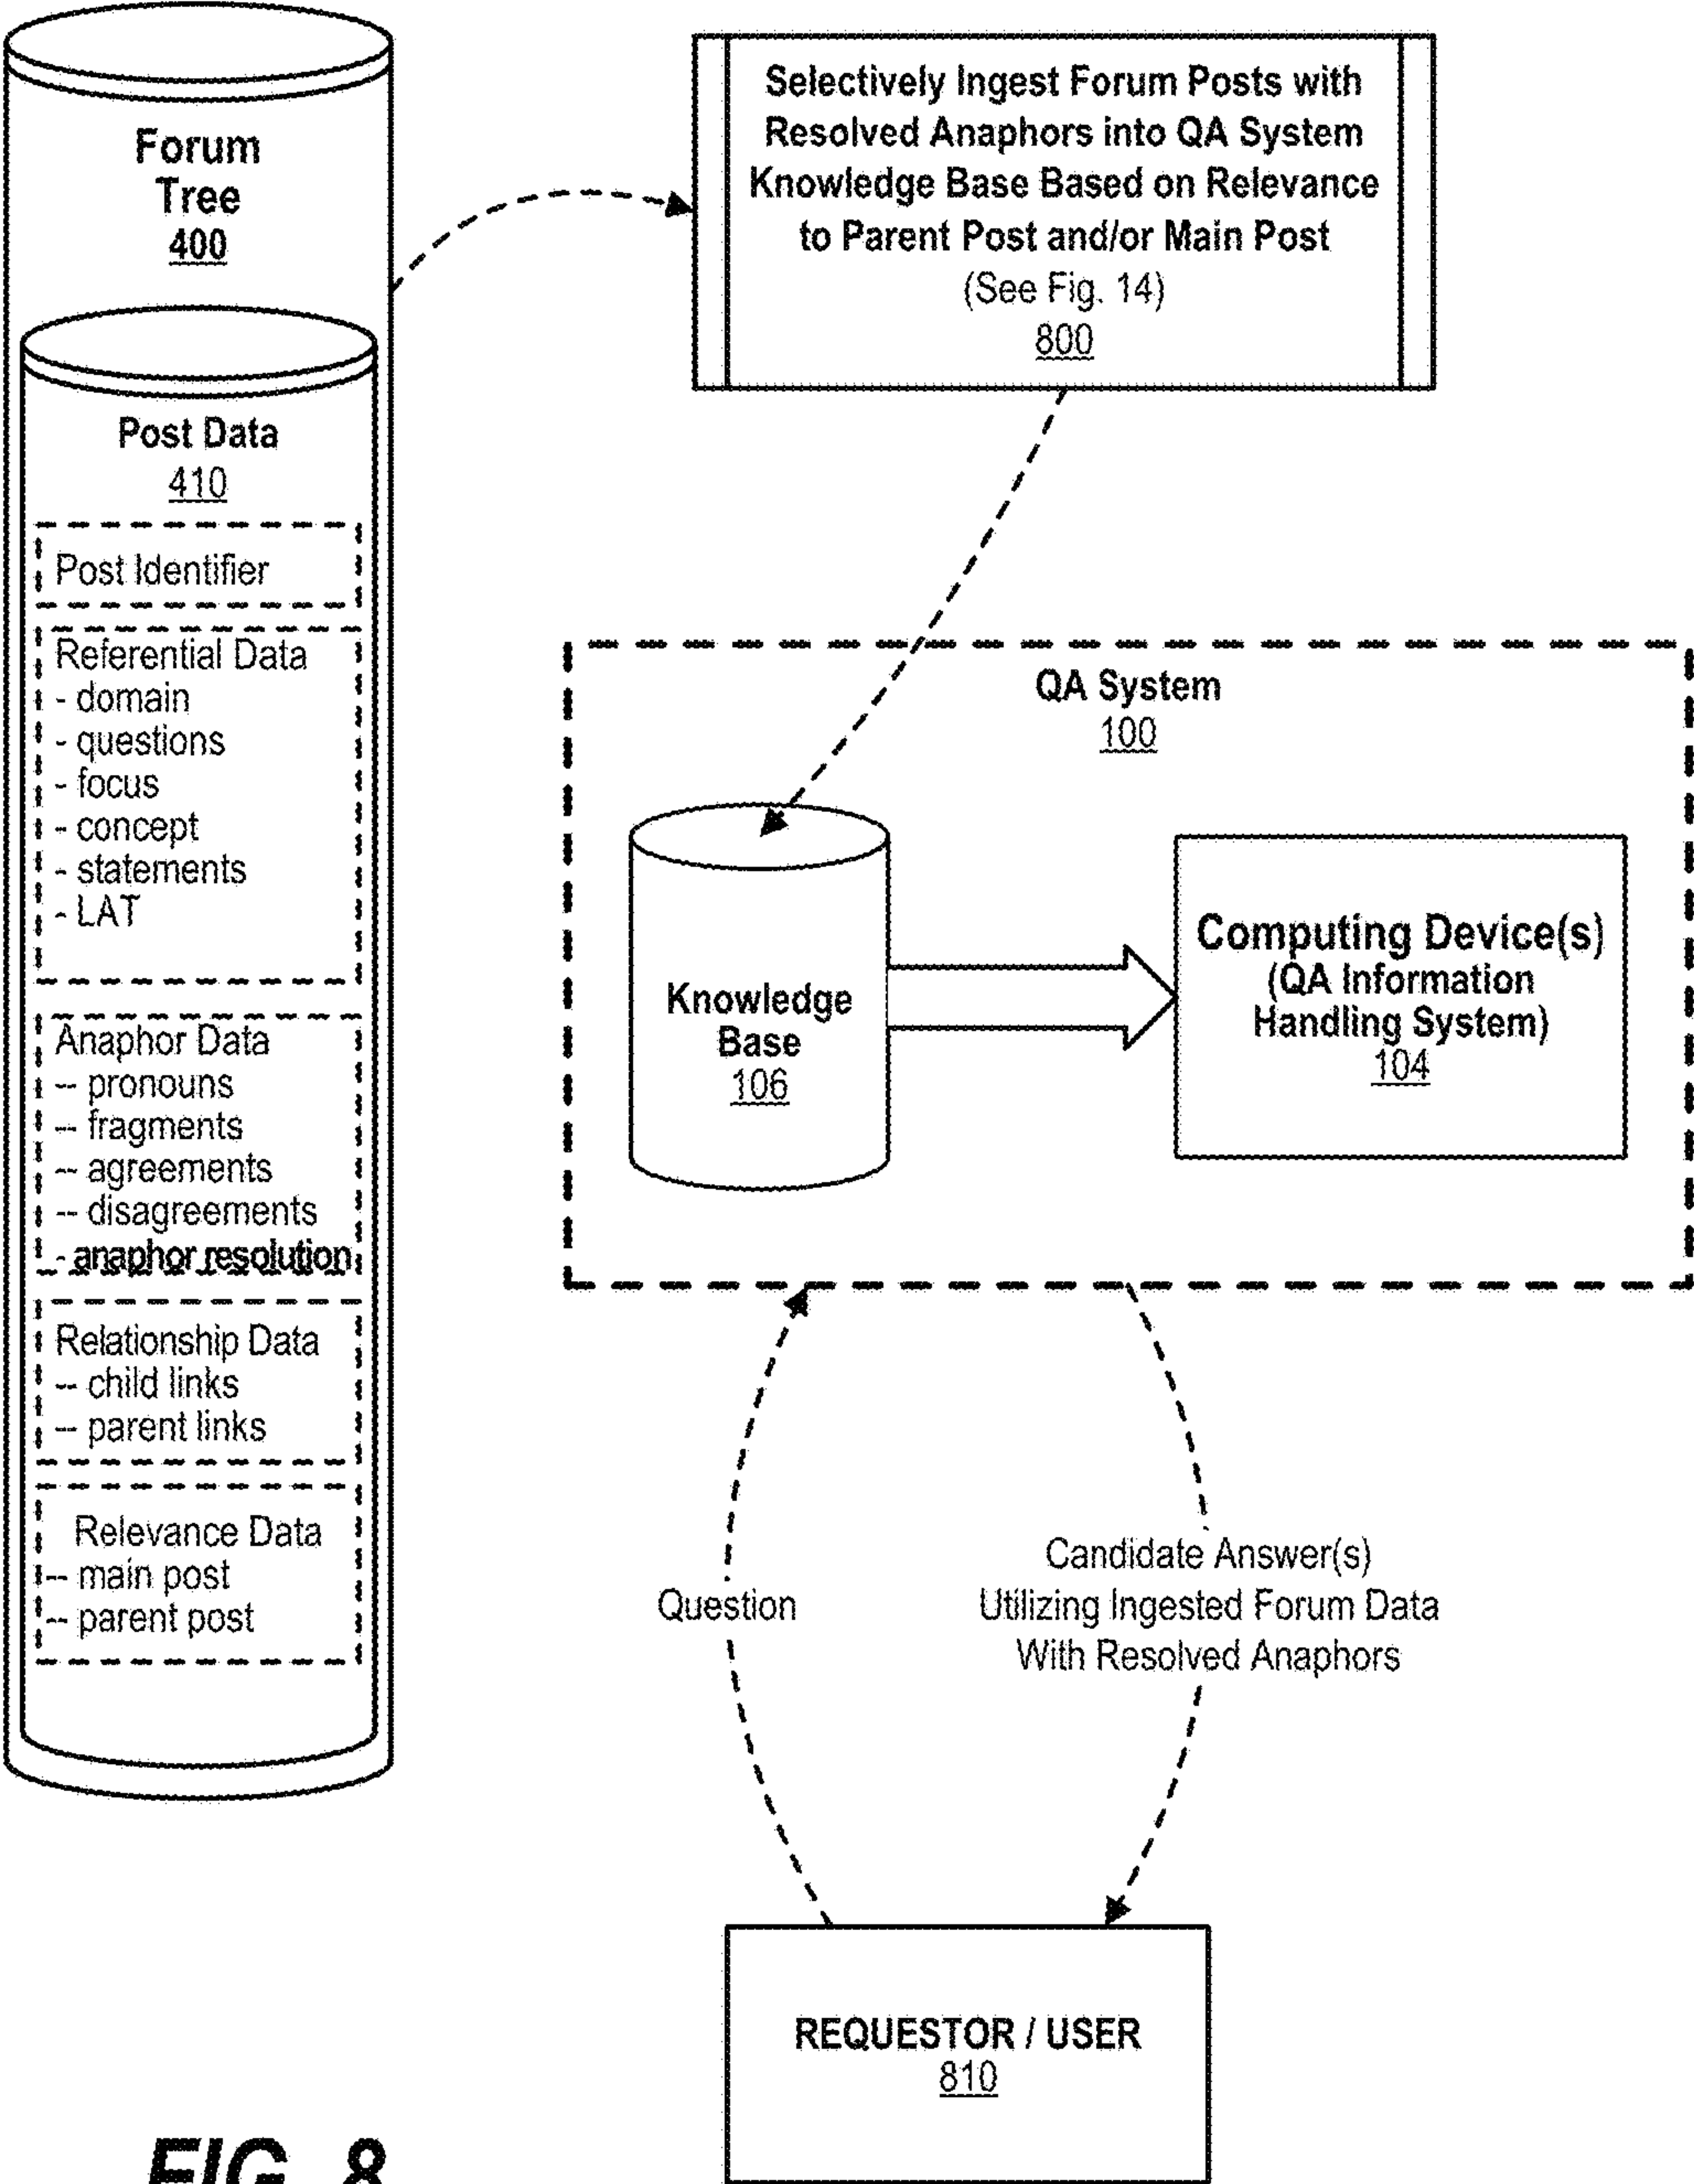 Forum
Tree
400
Post Data
410
Post Identifier
Referential Data
- domain
- questions
- focus
- concept
- statements
- LAT
Anaphor Data
-- pronouns
-- fragments
-- agreements
-- disagreements
- anaphor resolution
Relationship Data
-- child links
-- parent links
Relevance Data
-- main post
-- parent post
Selectively Ingest Forum Posts with
Resolved Anaphors into QA System
Knowledge Base Based on Relevance
to Parent Post and/or Main Post
(See Fig. 14)
800
QA System
100
Knowledge
Base
106
Computing Device(s)
(QA Information
Handling System)
104
Question
Candidate Answer(s)
Utilizing Ingested Forum Data
With Resolved Anaphors
REQUESTOR / USER
810
FIG. 8